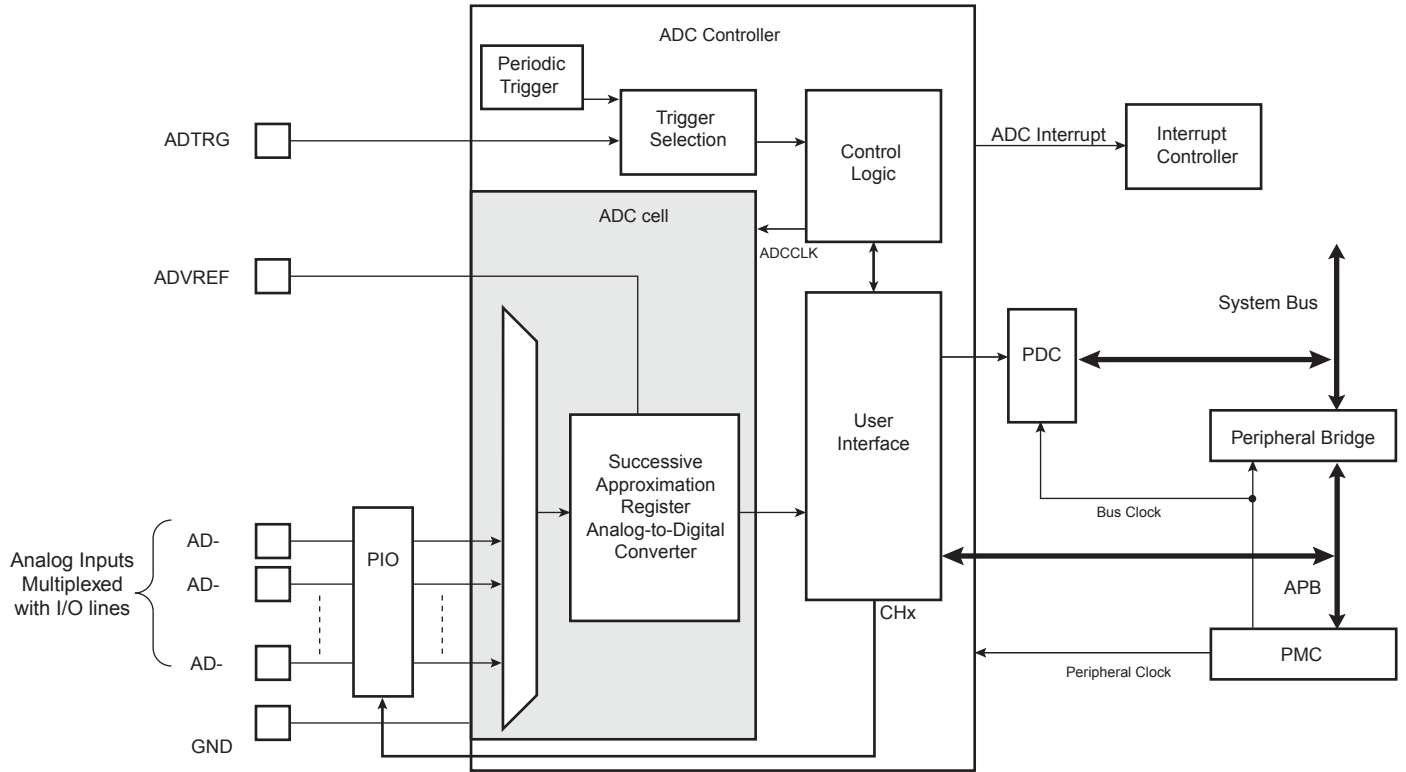 ADC Controller
Periodic
Trigger
Trigger
Selection
Control
Logic
ADC Interrupt
Interrupt
Controller
ADTRG
ADC cell
ADCCLK
ADVREF
System Bus
PDC
User
Interface
Peripheral Bridge
Successive
Approximation
Register
Analog-to-Digital
Converter
Bus Clock
Analog Inputs
Multiplexed
with I/O lines
AD-
AD-
AD-
PIO
APB
CHx
PMC
Peripheral Clock
GND